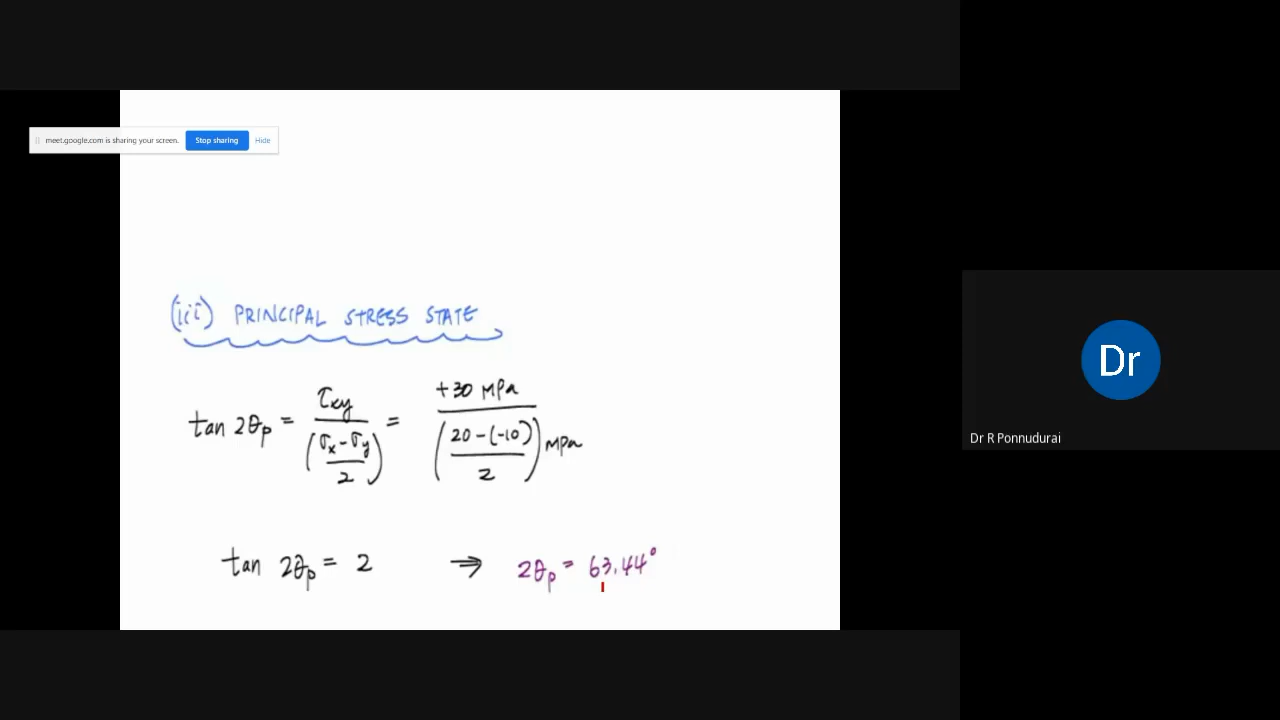 meet.google.com is sharing your screen. Stop sharing Hide
(iii) PRINCIPAL STRESS STATE
tan 2θp = τxy / ((σx - σy) / 2) = +30 MPa / ((20 - (-10)) / 2) MPa
tan 2θp = 2 ⇒ 2θp = 63.44°
Dr
Dr R Ponnudurai